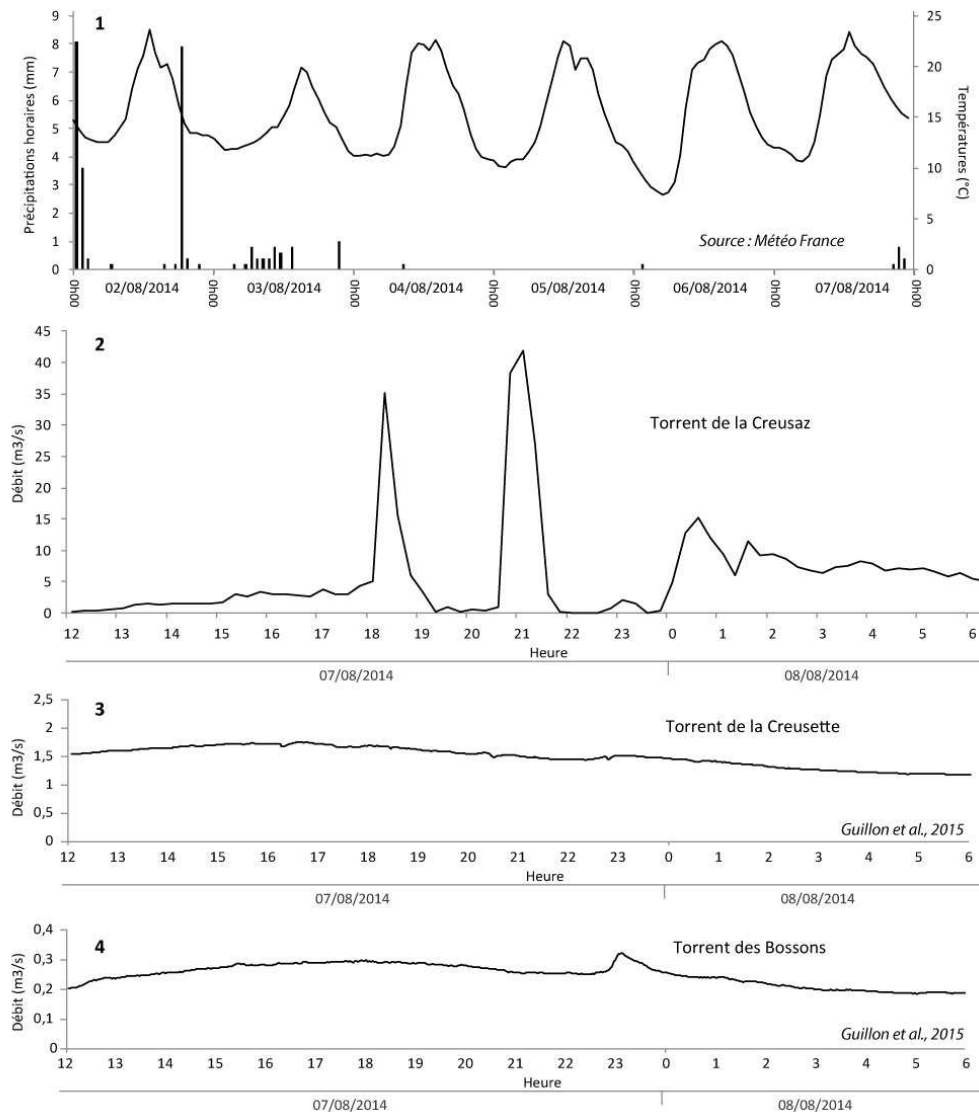 1
Précipitations horaires (mm)
9
8
7
6
5
4
3
2
1
0
25
20
15
10
5
0
Températures (°C)
Source : Météo France
00h0 02/08/2014 00h0 03/08/2014 00h0 04/08/2014 00h0 05/08/2014 00h0 06/08/2014 00h0 07/08/2014 00h0
2
Torrent de la Creusaz
Débit (m3/s)
45
40
35
30
25
20
15
10
5
0
12 13 14 15 16 17 18 19 20 21 22 23 0 1 2 3 4 5 6
Heure
07/08/2014 08/08/2014
3
Torrent de la Creusette
Débit (m3/s)
2,5
2
1,5
1
0,5
0
Guillon et al., 2015
12 13 14 15 16 17 18 19 20 21 22 23 0 1 2 3 4 5 6
Heure
07/08/2014 08/08/2014
4
Torrent des Bossons
Débit (m3/s)
0,4
0,3
0,2
0,1
0
Guillon et al., 2015
12 13 14 15 16 17 18 19 20 21 22 23 0 1 2 3 4 5 6
Heure
07/08/2014 08/08/2014